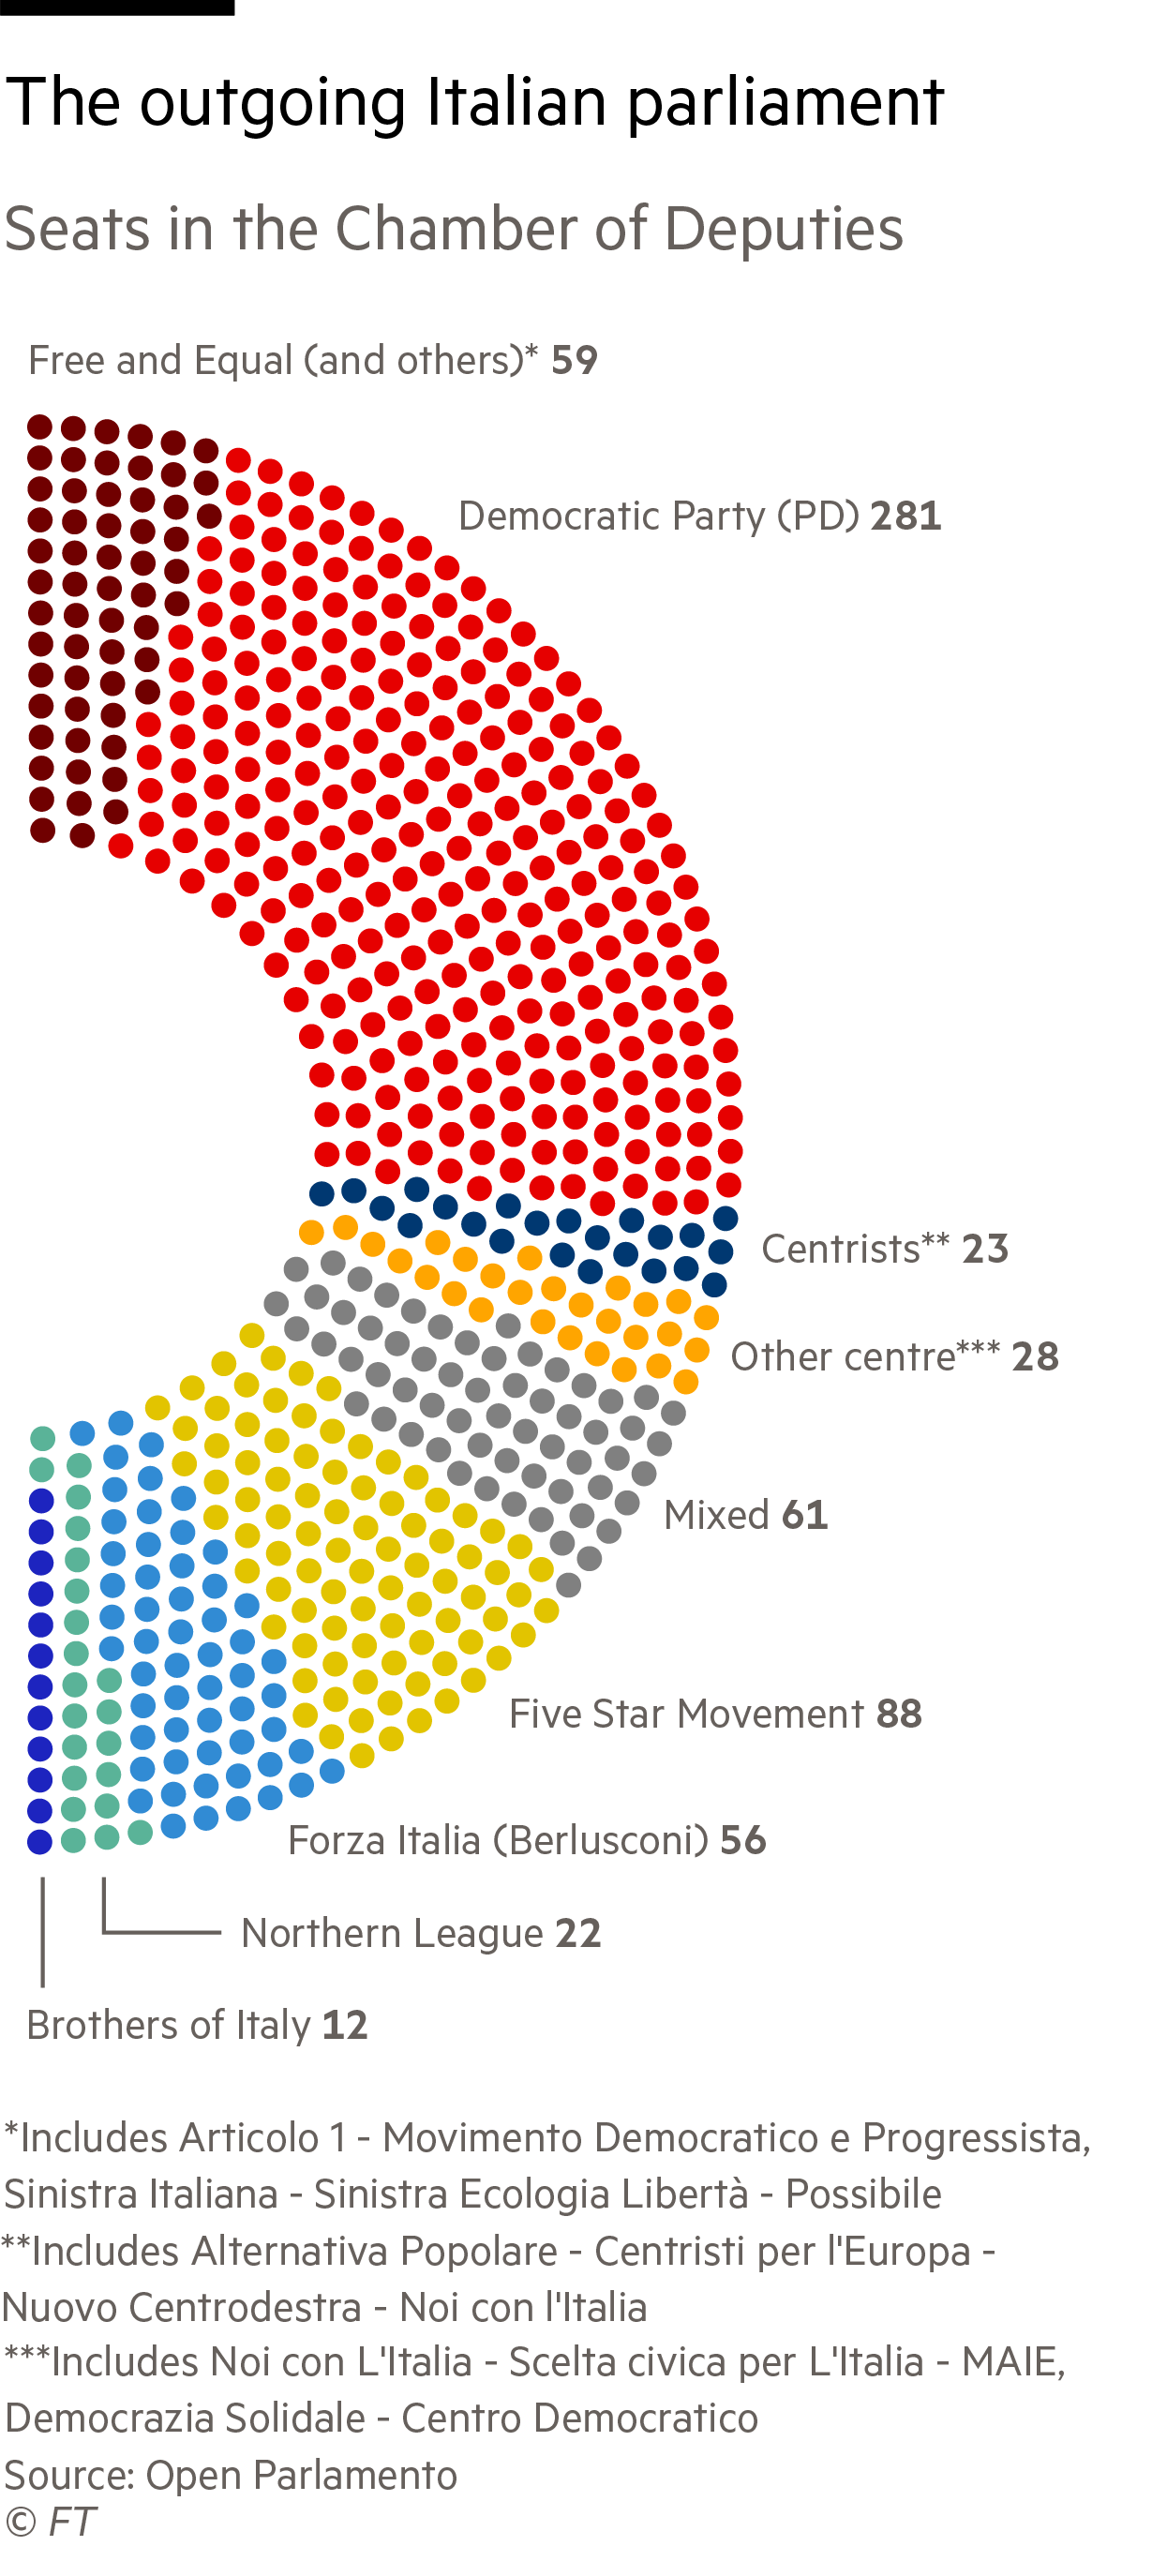 The outgoing Italian parliament
Seats in the Chamber of Deputies
Free and Equal (and others)* 59
Democratic Party (PD) 281
Centrists** 23
Other centre*** 28
Mixed 61
Five Star Movement 88
Forza Italia (Berlusconi) 56
Northern League 22
Brothers of Italy 12
*Includes Articolo 1 - Movimento Democratico e Progressista,
Sinistra Italiana - Sinistra Ecologia Libertà - Possibile
**Includes Alternativa Popolare - Centristi per l'Europa -
Nuovo Centrodestra - Noi con l'Italia
***Includes Noi con L'Italia - Scelta civica per L'Italia - MAIE,
Democrazia Solidale - Centro Democratico
Source: Open Parlamento
© FT